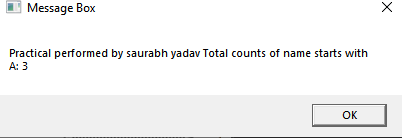 Message Box
Practical performed by saurabh yadav Total counts of name starts with
A: 3
OK